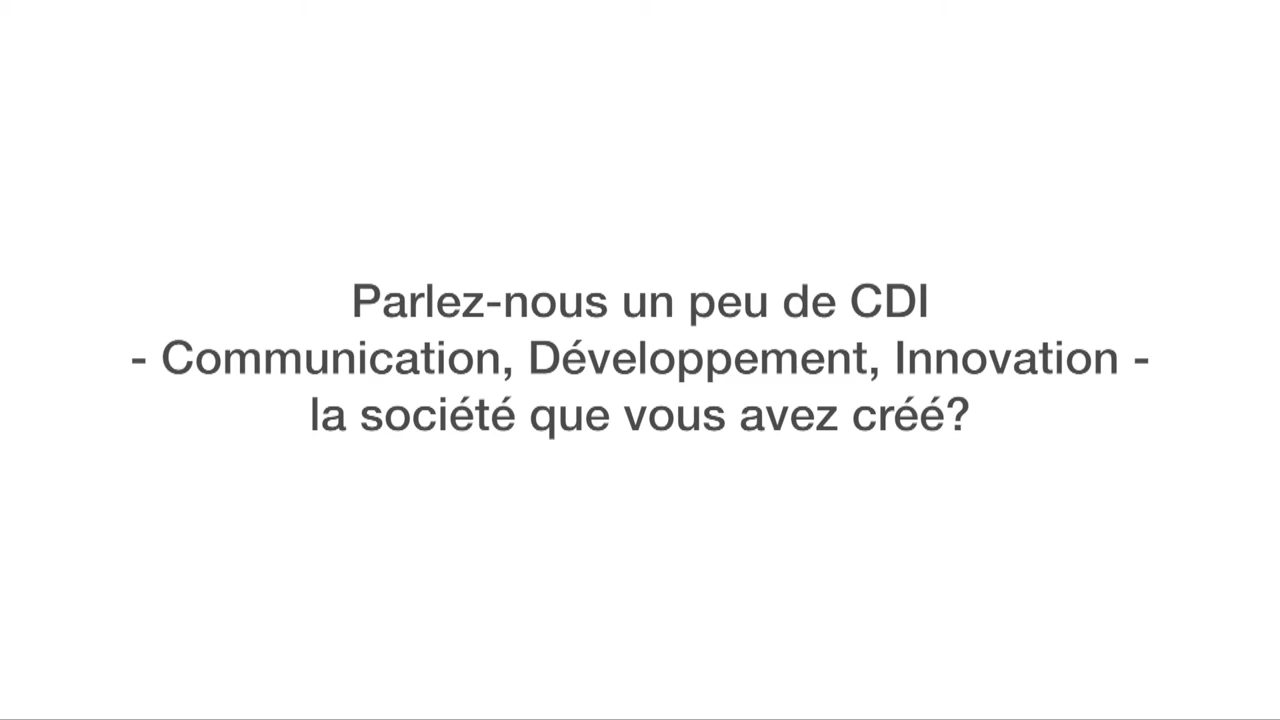 Parlez-nous un peu de CDI
- Communication, Développement, Innovation -
la société que vous avez créé?